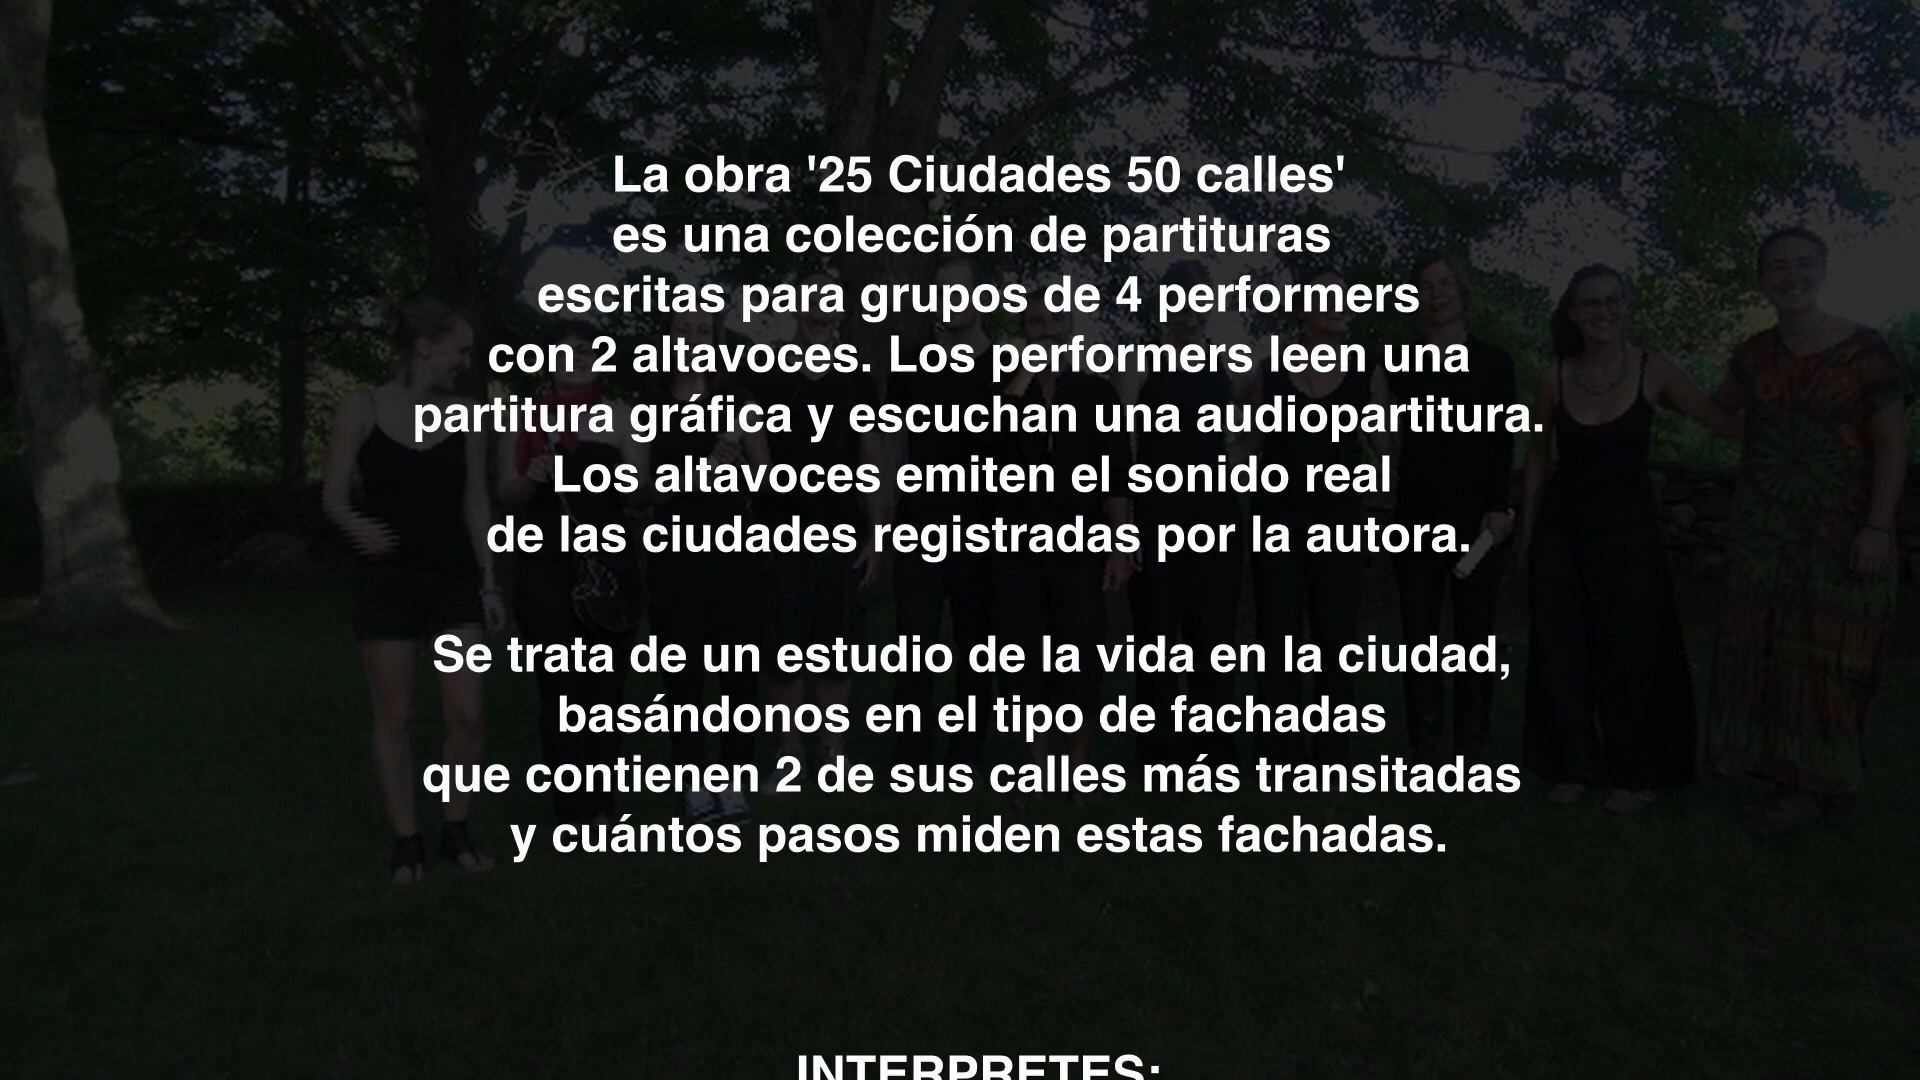 La obra '25 Ciudades 50 calles'
es una colección de partituras
escritas para grupos de 4 performers
con 2 altavoces. Los performers leen una
partitura gráfica y escuchan una audiopartitura.
Los altavoces emiten el sonido real
de las ciudades registradas por la autora.
Se trata de un estudio de la vida en la ciudad,
basándonos en el tipo de fachadas
que contienen 2 de sus calles más transitadas
y cuántos pasos miden estas fachadas.
INTERPRETES: